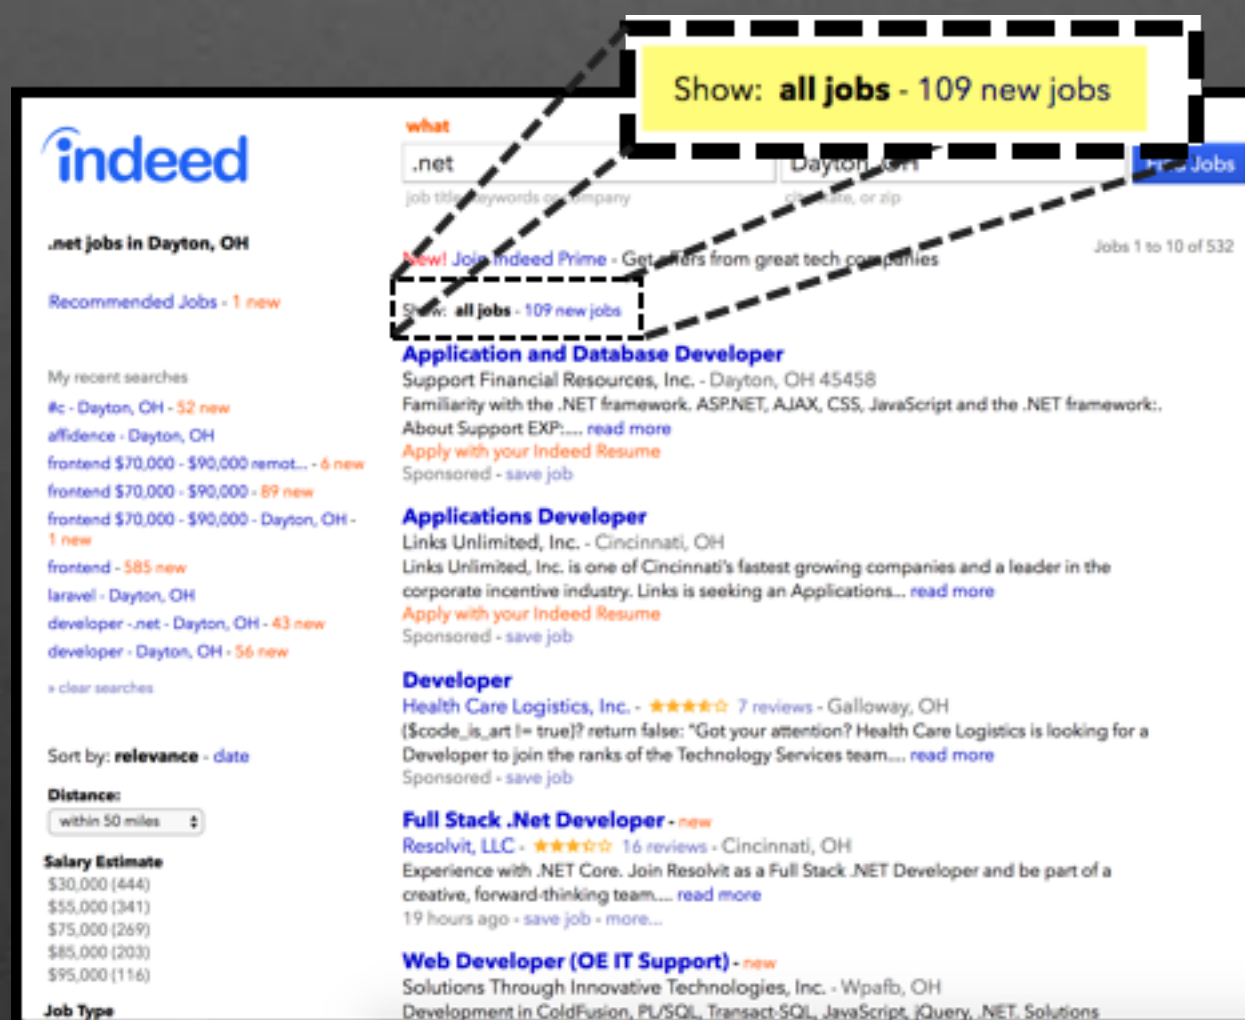 Show: all jobs - 109 new jobs
indeed
what
.net
Dayton, OH
Find Jobs
job title, keywords or company
city, state, or zip
.net jobs in Dayton, OH
Jobs 1 to 10 of 532
New! Join Indeed Prime - Get offers from great tech companies
Recommended Jobs - 1 new
Show: all jobs - 109 new jobs
My recent searches
#c - Dayton, OH - 52 new
affidence - Dayton, OH
frontend $70,000 - $90,000 remot... - 6 new
frontend $70,000 - $90,000 - 89 new
frontend $70,000 - $90,000 - Dayton, OH -
1 new
frontend - 585 new
laravel - Dayton, OH
developer -.net - Dayton, OH - 43 new
developer - Dayton, OH - 56 new
» clear searches
Sort by: relevance - date
Distance:
within 50 miles
Salary Estimate
$30,000 (444)
$55,000 (341)
$75,000 (269)
$85,000 (203)
$95,000 (116)
Job Type
Application and Database Developer
Support Financial Resources, Inc. - Dayton, OH 45458
Familiarity with the .NET framework. ASP.NET, AJAX, CSS, JavaScript and the .NET framework:.
About Support EXP:.... read more
Apply with your Indeed Resume
Sponsored - save job
Applications Developer
Links Unlimited, Inc. - Cincinnati, OH
Links Unlimited, Inc. is one of Cincinnati's fastest growing companies and a leader in the
corporate incentive industry. Links is seeking an Applications... read more
Apply with your Indeed Resume
Sponsored - save job
Developer
Health Care Logistics, Inc. - 7 reviews - Galloway, OH
($code_is_art != true)? return false: "Got your attention? Health Care Logistics is looking for a
Developer to join the ranks of the Technology Services team.... read more
Sponsored - save job
Full Stack .Net Developer - new
Resolvit, LLC - 16 reviews - Cincinnati, OH
Experience with .NET Core. Join Resolvit as a Full Stack .NET Developer and be part of a
creative, forward-thinking team.... read more
19 hours ago - save job - more...
Web Developer (OE IT Support) - new
Solutions Through Innovative Technologies, Inc. - Wpafb, OH
Development in ColdFusion, PL/SQL, Transact-SQL, JavaScript, jQuery, .NET. Solutions